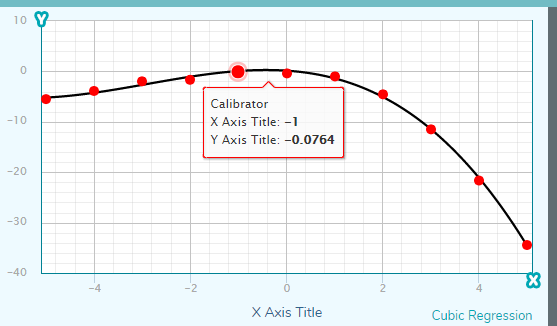 Y
10
0
-10
-20
-30
-40
Calibrator
X Axis Title: −1
Y Axis Title: −0.0764
-4
-2
0
2
4
X
X Axis Title
Cubic Regression